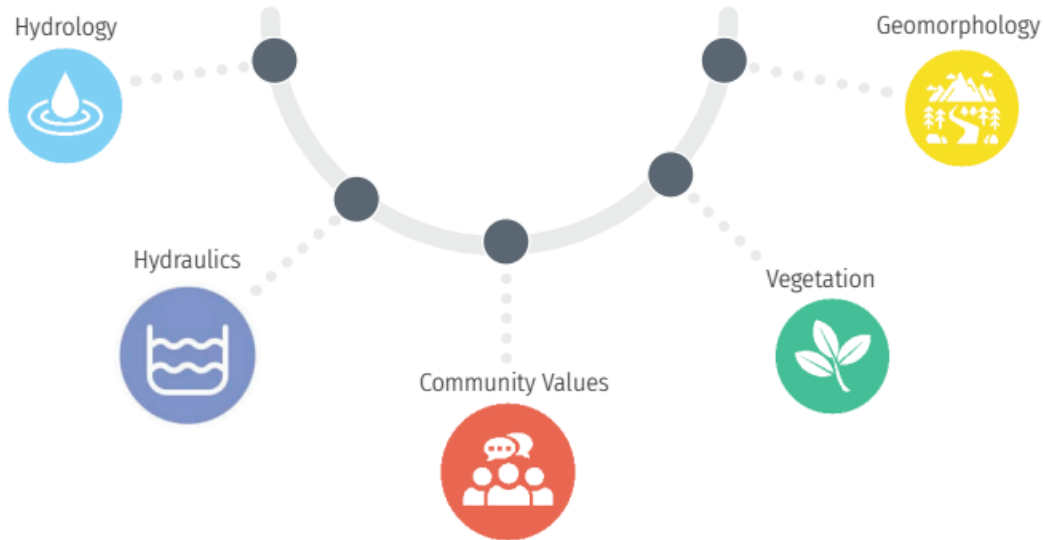 Hydrology
Geomorphology
Hydraulics
Vegetation
Community Values